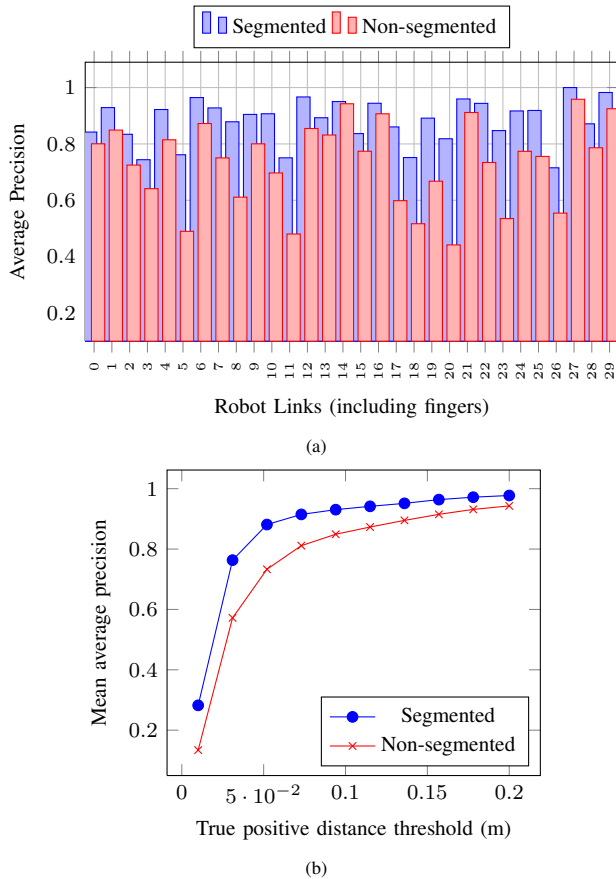 Segmented Non-segmented
1
0.8
0.6
0.4
0.2
Average Precision
0 1 2 3 4 5 6 7 8 9 10 11 12 13 14 15 16 17 18 19 20 21 22 23 24 25 26 27 28 29
Robot Links (including fingers)
(a)
1
0.8
0.6
0.4
0.2
Mean average precision
Segmented
Non-segmented
0 5 · 10⁻² 0.1 0.15 0.2
True positive distance threshold (m)
(b)